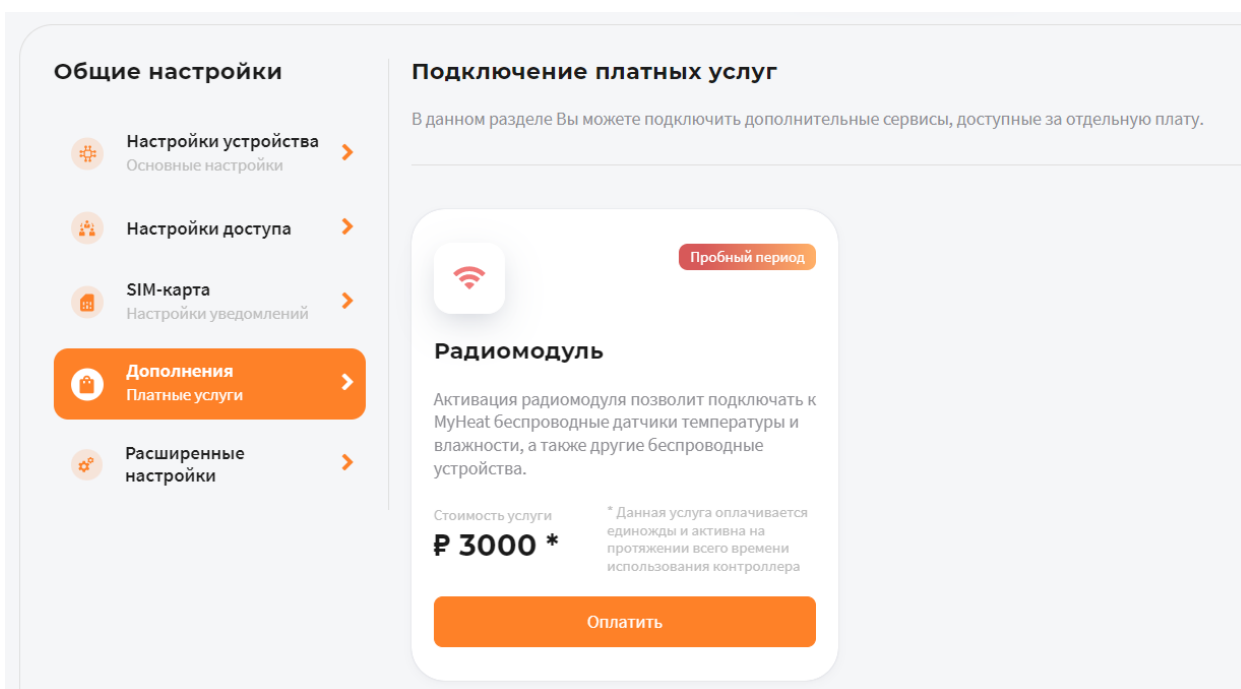 Общие настройки
Настройки устройства
Основные настройки
Настройки доступа
SIM-карта
Настройки уведомлений
Дополнения
Платные услуги
Расширенные
настройки
Подключение платных услуг
В данном разделе Вы можете подключить дополнительные сервисы, доступные за отдельную плату.
Пробный период
Радиомодуль
Активация радиомодуля позволит подключать к
MyHeat беспроводные датчики температуры и
влажности, а также другие беспроводные
устройства.
Стоимость услуги
₽ 3000 *
* Данная услуга оплачивается
единожды и активна на
протяжении всего времени
использования контроллера
Оплатить